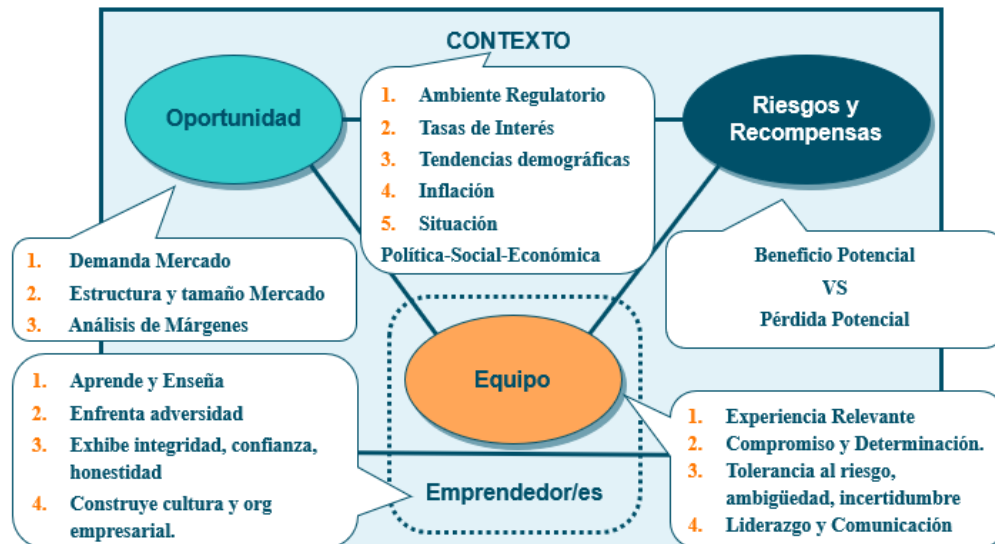 CONTEXTO
Oportunidad
1. Ambiente Regulatorio
2. Tasas de Interés
3. Tendencias demográficas
4. Inflación
5. Situación
Política-Social-Económica
Riesgos y
Recompensas
1. Demanda Mercado
2. Estructura y tamaño Mercado
3. Análisis de Márgenes
Beneficio Potencial
VS
Pérdida Potencial
1. Aprende y Enseña
2. Enfrenta adversidad
3. Exhibe integridad, confianza,
honestidad
4. Construye cultura y org
empresarial.
Equipo
Emprendedor/es
1. Experiencia Relevante
2. Compromiso y Determinación.
3. Tolerancia al riesgo,
ambigüedad, incertidumbre
4. Liderazgo y Comunicación